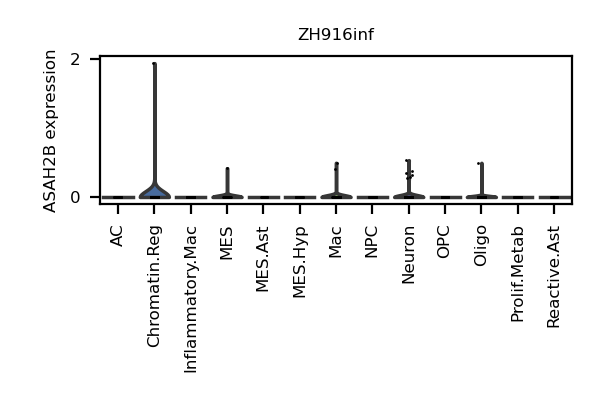 ZH916inf
ASAH2B expression
2
0
AC
Chromatin.Reg
Inflammatory.Mac
MES
MES.Ast
MES.Hyp
Mac
NPC
Neuron
OPC
Oligo
Prolif.Metab
Reactive.Ast